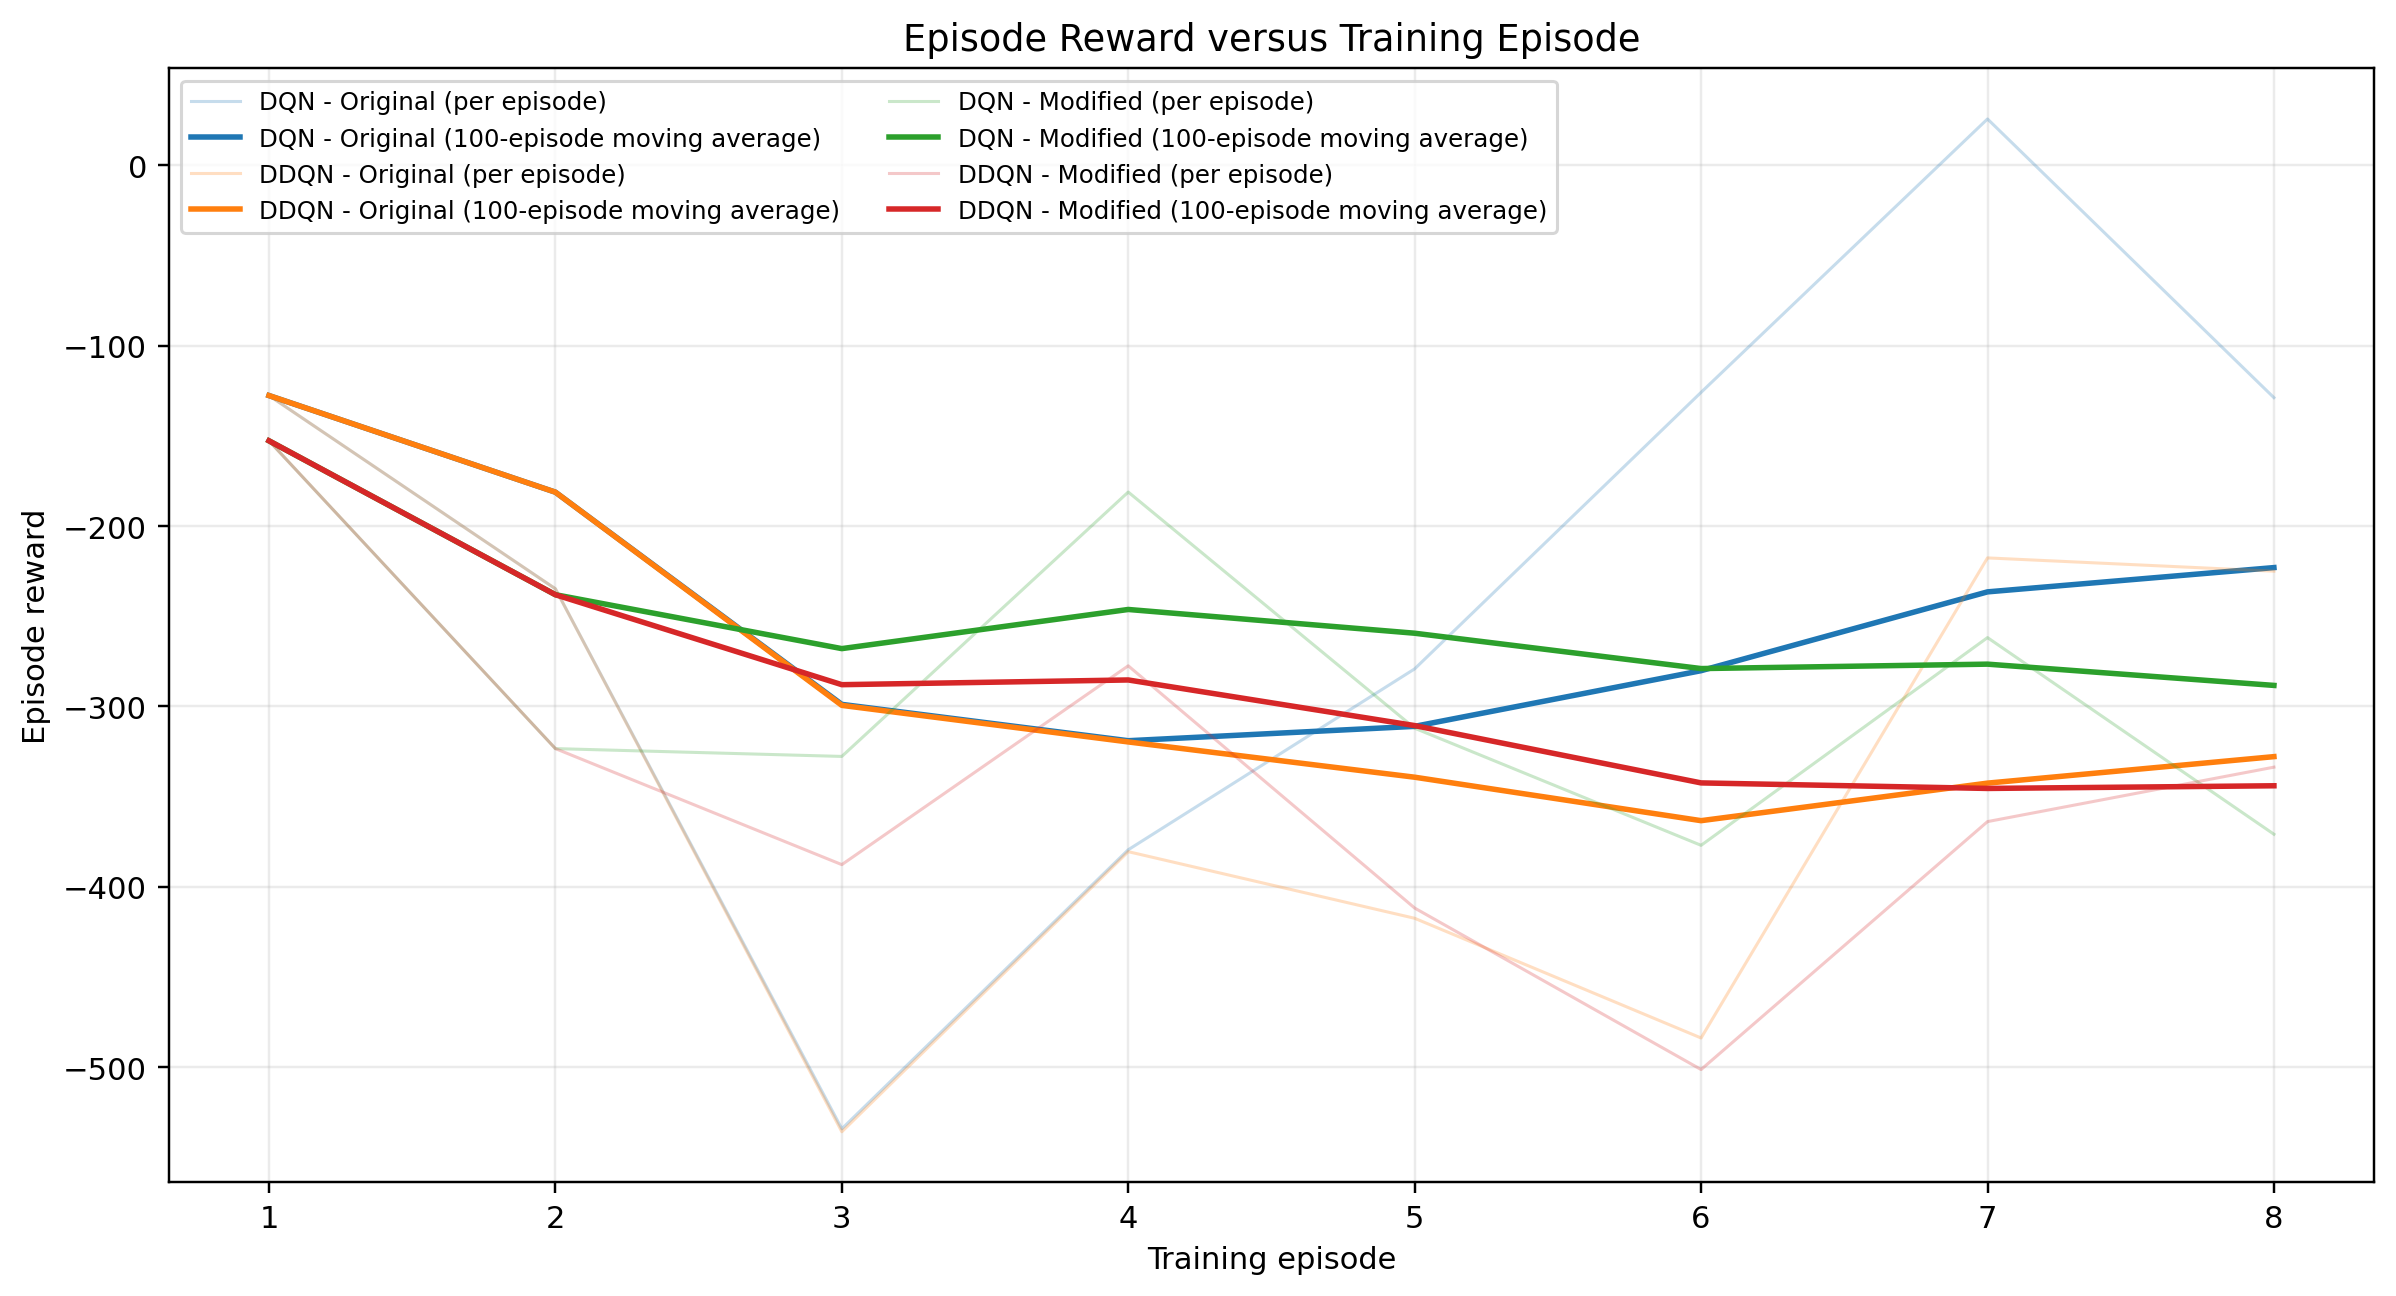 Episode Reward versus Training Episode
DQN - Original (per episode)
DQN - Original (100-episode moving average)
DDQN - Original (per episode)
DDQN - Original (100-episode moving average)
DQN - Modified (per episode)
DQN - Modified (100-episode moving average)
DDQN - Modified (per episode)
DDQN - Modified (100-episode moving average)
Episode reward
0
−100
−200
−300
−400
−500
1 2 3 4 5 6 7 8
Training episode